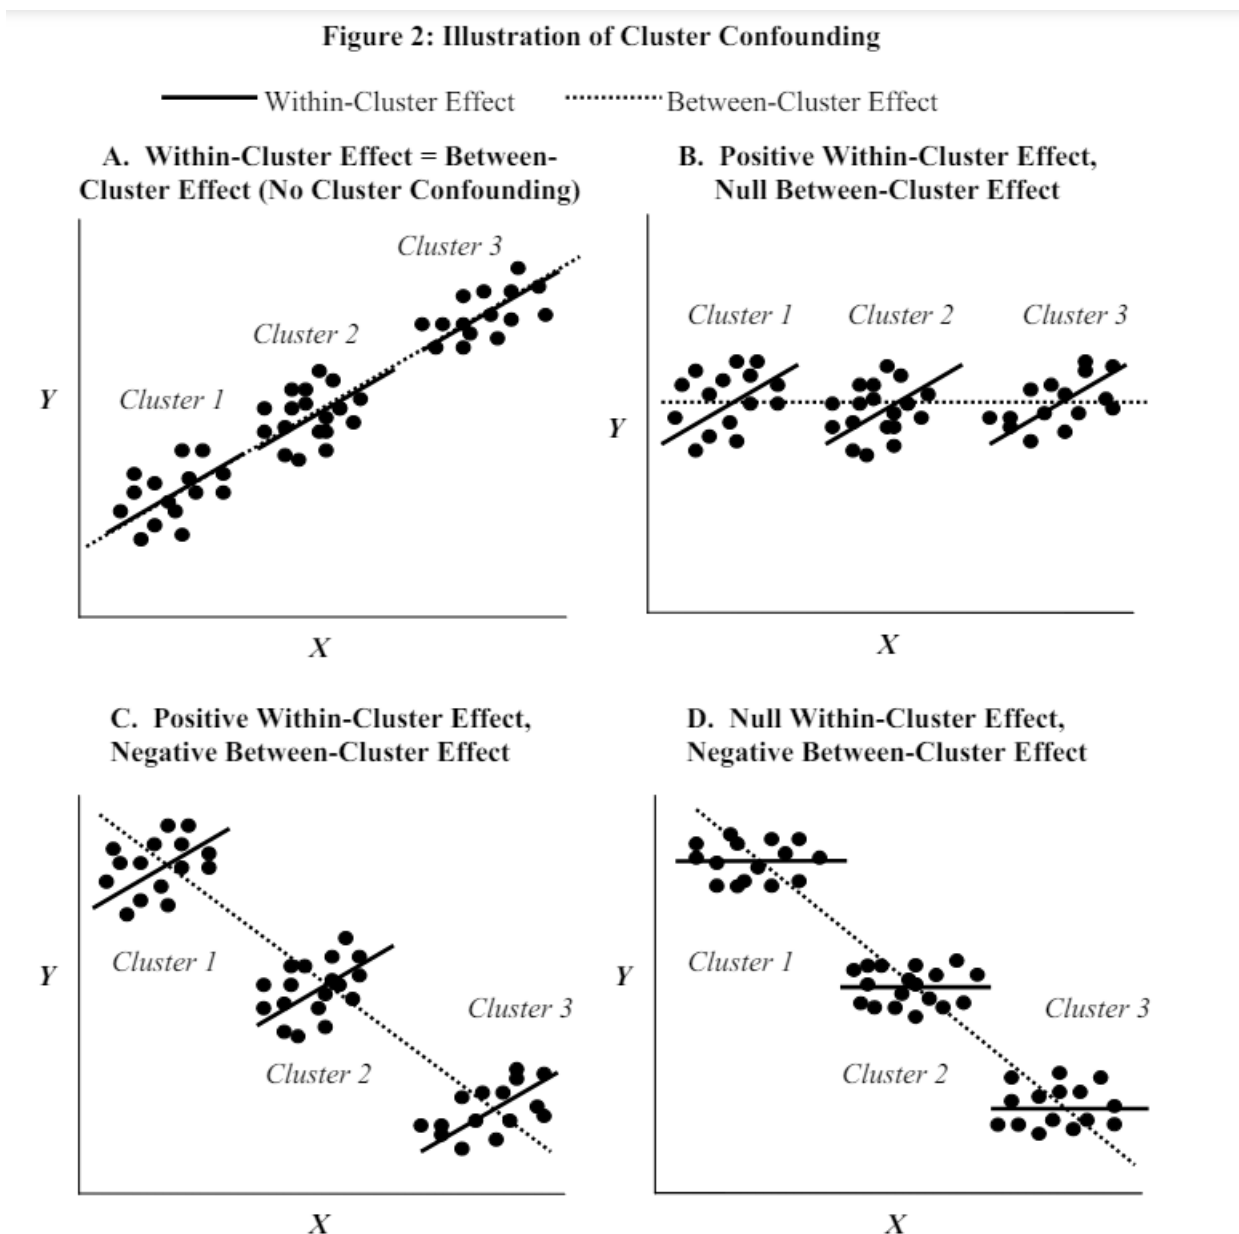 Figure 2: Illustration of Cluster Confounding
Within-Cluster Effect
Between-Cluster Effect
A. Within-Cluster Effect = Between-
Cluster Effect (No Cluster Confounding)
Cluster 3
Cluster 2
Cluster 1
Y
X
B. Positive Within-Cluster Effect,
Null Between-Cluster Effect
Cluster 1
Cluster 2
Cluster 3
Y
X
C. Positive Within-Cluster Effect,
Negative Between-Cluster Effect
Cluster 1
Y
Cluster 3
Cluster 2
X
D. Null Within-Cluster Effect,
Negative Between-Cluster Effect
Cluster 1
Y
Cluster 3
Cluster 2
X